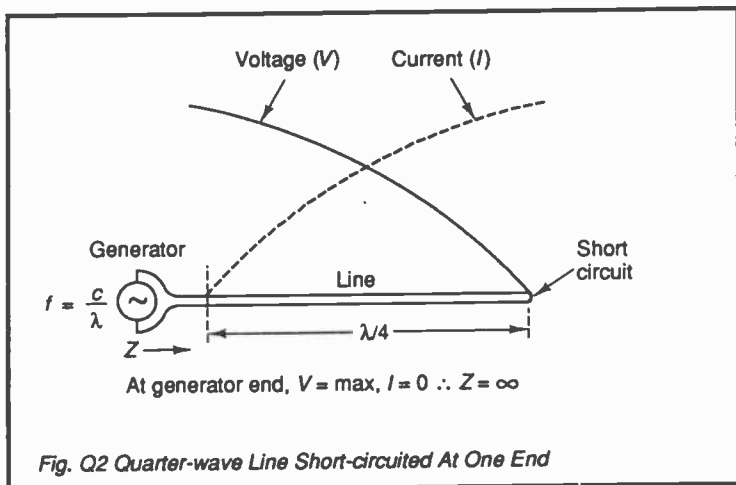 Voltage (V)
Current (I)
Generator
Short
circuit
Line
f = c/λ
~
Z
λ/4
At generator end, V = max, I = 0 ∴ Z = ∞
Fig. Q2 Quarter-wave Line Short-circuited At One End